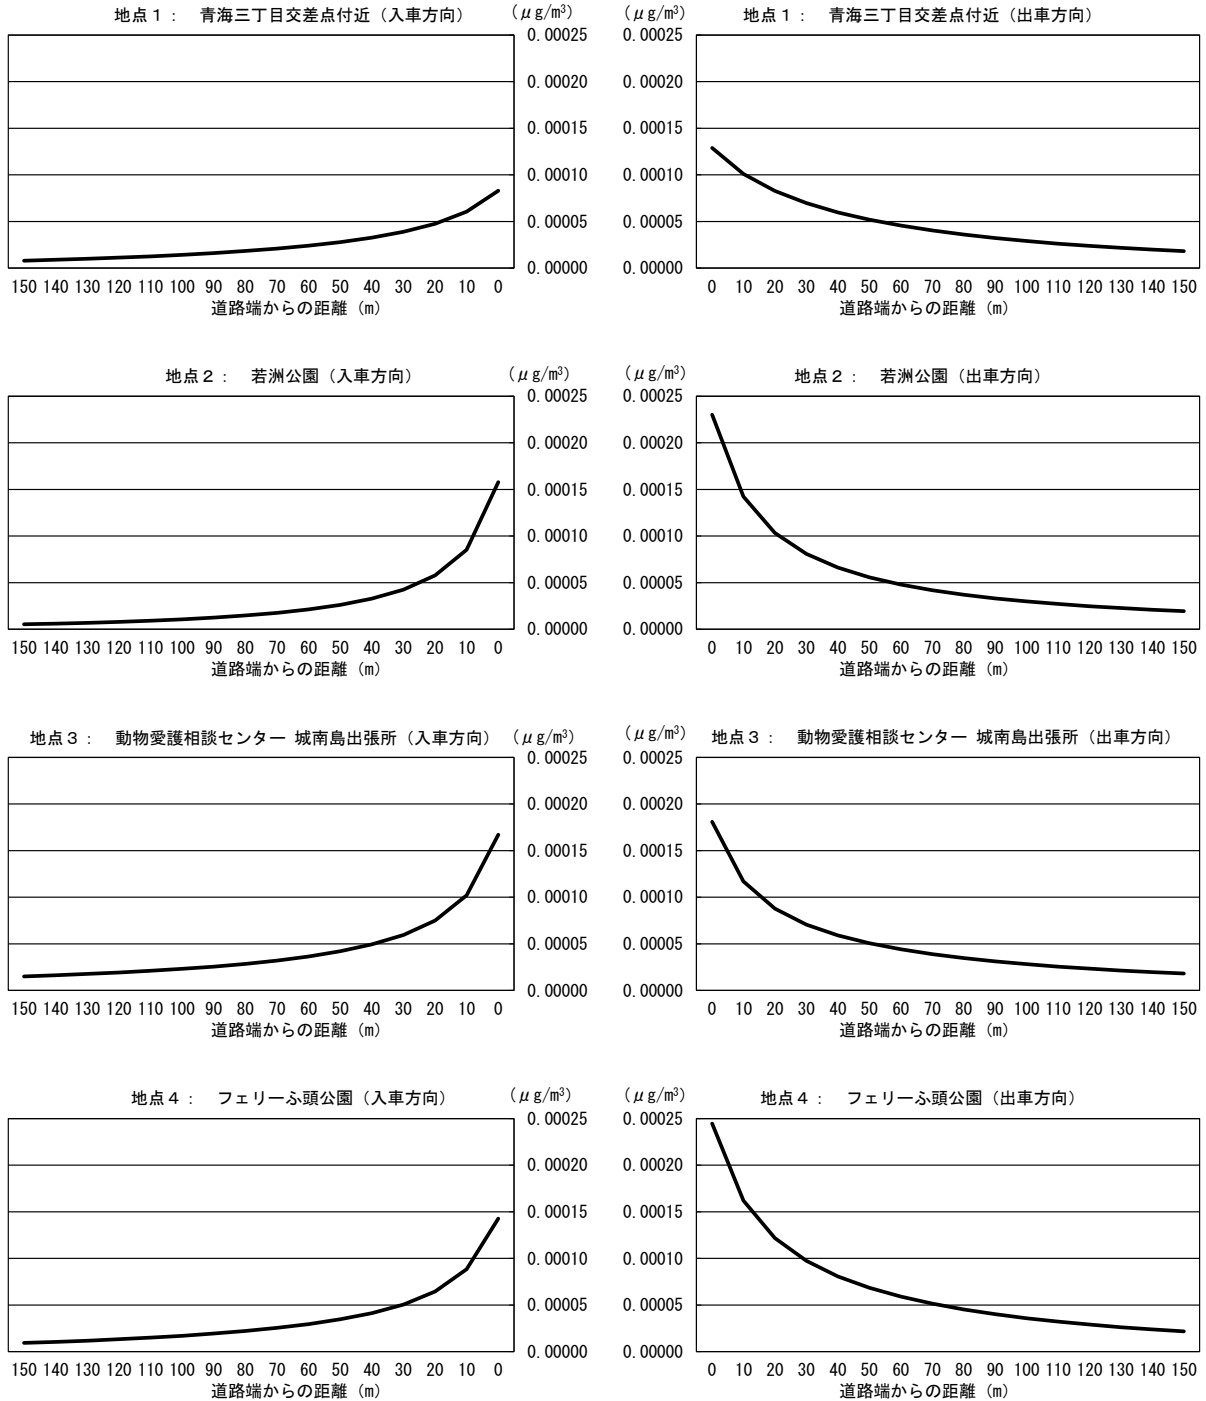 地点１： 青海三丁目交差点付近（入車方向）
（μg/m³）
0.00025
0.00020
0.00015
0.00010
0.00005
0.00000
150 140 130 120 110 100 90 80 70 60 50 40 30 20 10 0
道路端からの距離（m）
（μg/m³）
地点１： 青海三丁目交差点付近（出車方向）
0.00025
0.00020
0.00015
0.00010
0.00005
0.00000
0 10 20 30 40 50 60 70 80 90 100 110 120 130 140 150
道路端からの距離（m）
地点２： 若洲公園（入車方向）
（μg/m³）
0.00025
0.00020
0.00015
0.00010
0.00005
0.00000
150 140 130 120 110 100 90 80 70 60 50 40 30 20 10 0
道路端からの距離（m）
（μg/m³）
地点２： 若洲公園（出車方向）
0.00025
0.00020
0.00015
0.00010
0.00005
0.00000
0 10 20 30 40 50 60 70 80 90 100 110 120 130 140 150
道路端からの距離（m）
地点３： 動物愛護相談センター 城南島出張所（入車方向）
（μg/m³）
0.00025
0.00020
0.00015
0.00010
0.00005
0.00000
150 140 130 120 110 100 90 80 70 60 50 40 30 20 10 0
道路端からの距離（m）
（μg/m³）
地点３： 動物愛護相談センター 城南島出張所（出車方向）
0.00025
0.00020
0.00015
0.00010
0.00005
0.00000
0 10 20 30 40 50 60 70 80 90 100 110 120 130 140 150
道路端からの距離（m）
地点４： フェリーふ頭公園（入車方向）
（μg/m³）
0.00025
0.00020
0.00015
0.00010
0.00005
0.00000
150 140 130 120 110 100 90 80 70 60 50 40 30 20 10 0
道路端からの距離（m）
（μg/m³）
地点４： フェリーふ頭公園（出車方向）
0.00025
0.00020
0.00015
0.00010
0.00005
0.00000
0 10 20 30 40 50 60 70 80 90 100 110 120 130 140 150
道路端からの距離（m）